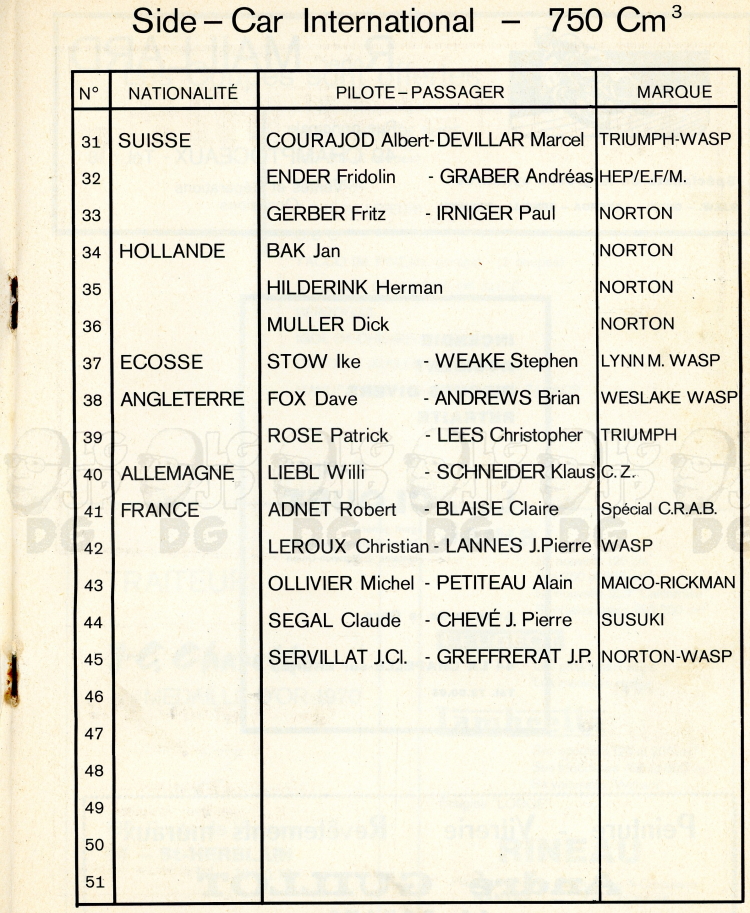 Side – Car International – 750 Cm³
N° NATIONALITÉ PILOTE – PASSAGER MARQUE
31 SUISSE COURAJOD Albert - DEVILLAR Marcel TRIUMPH-WASP
32 ENDER Fridolin - GRABER Andréas HEP/E.F/M.
33 GERBER Fritz - IRNIGER Paul NORTON
34 HOLLANDE BAK Jan NORTON
35 HILDERINK Herman NORTON
36 MULLER Dick NORTON
37 ECOSSE STOW Ike - WEAKE Stephen LYNN M. WASP
38 ANGLETERRE FOX Dave - ANDREWS Brian WESLAKE WASP
39 ROSE Patrick - LEES Christopher TRIUMPH
40 ALLEMAGNE LIEBL Willi - SCHNEIDER Klaus C. Z.
41 FRANCE ADNET Robert - BLAISE Claire Spécial C.R.A.B.
42 LEROUX Christian - LANNES J.Pierre WASP
43 OLLIVIER Michel - PETITEAU Alain MAICO-RICKMAN
44 SEGAL Claude - CHEVÉ J. Pierre SUSUKI
45 SERVILLAT J.Cl. - GREFFRERAT J.P. NORTON-WASP
46
47
48
49
50
51